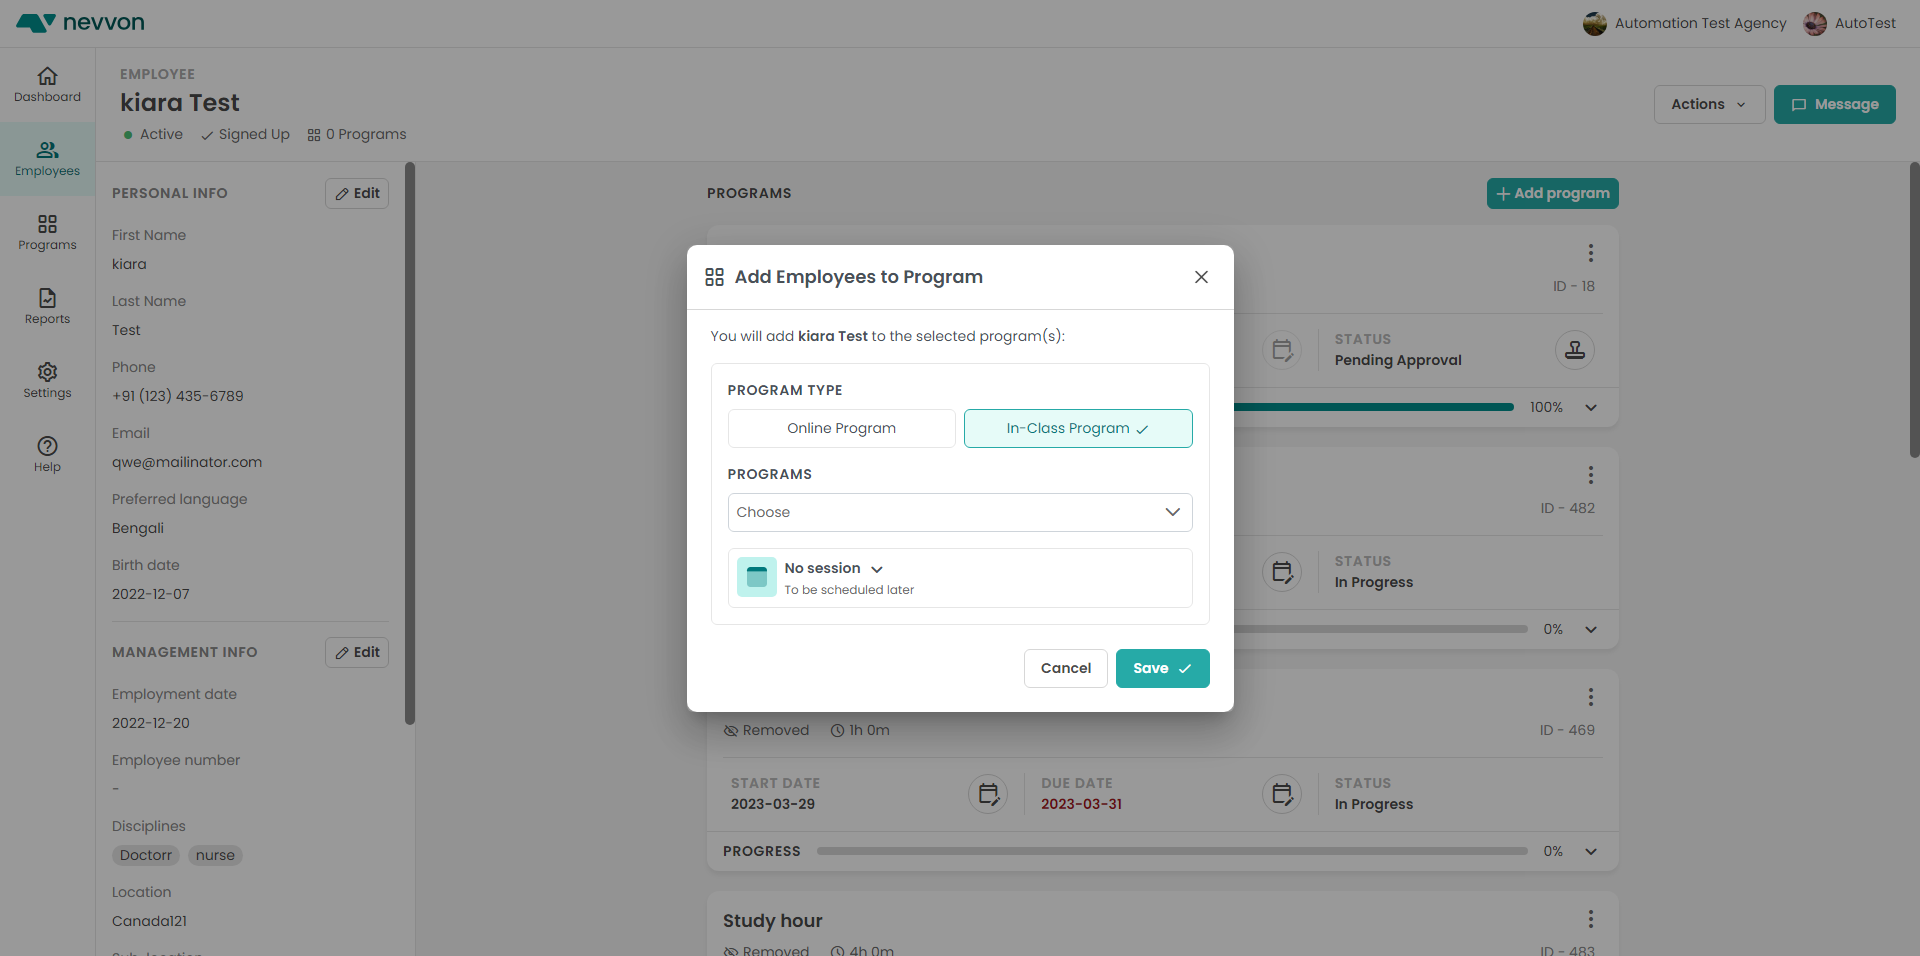 nevvon
Automation Test Agency
AutoTest
Dashboard
Employees
Programs
Reports
Settings
Help
EMPLOYEE
kiara Test
Active
Signed Up
0 Programs
Actions
Message
PERSONAL INFO
Edit
First Name
kiara
Last Name
Test
Phone
+91 (123) 435-6789
Email
qwe@mailinator.com
Preferred language
Bengali
Birth date
2022-12-07
MANAGEMENT INFO
Edit
Employment date
2022-12-20
Employee number
-
Disciplines
Doctorr
nurse
Location
Canada121
PROGRAMS
Add program
ID - 18
STATUS
Pending Approval
100%
ID - 482
STATUS
In Progress
0%
Add Employees to Program
You will add kiara Test to the selected program(s):
PROGRAM TYPE
Online Program
In-Class Program
PROGRAMS
Choose
No session
To be scheduled later
Cancel
Save
Removed
1h 0m
ID - 469
START DATE
2023-03-29
DUE DATE
2023-03-31
STATUS
In Progress
PROGRESS
0%
Study hour
Removed
4h 0m
ID - 483